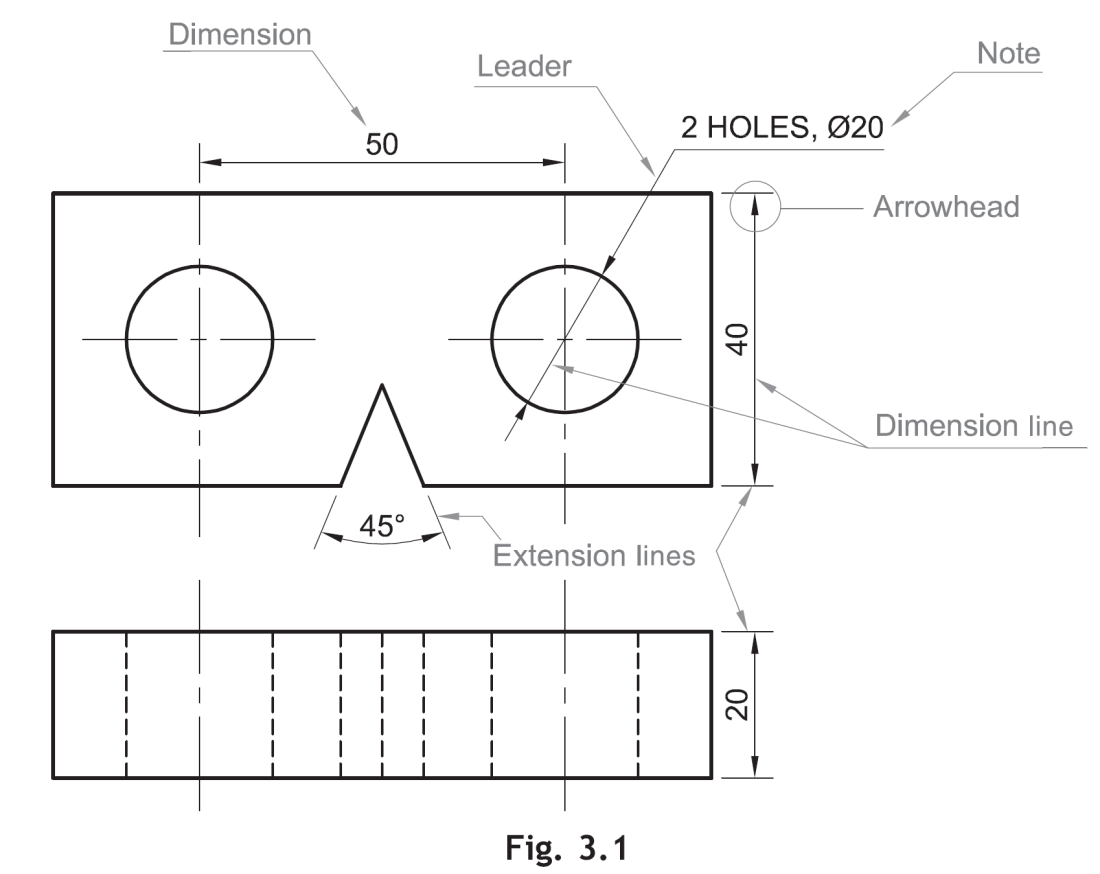 Dimension
Leader
Note
2 HOLES, Ø20
50
Arrowhead
40
Dimension line
45°
Extension lines
20
Fig. 3.1